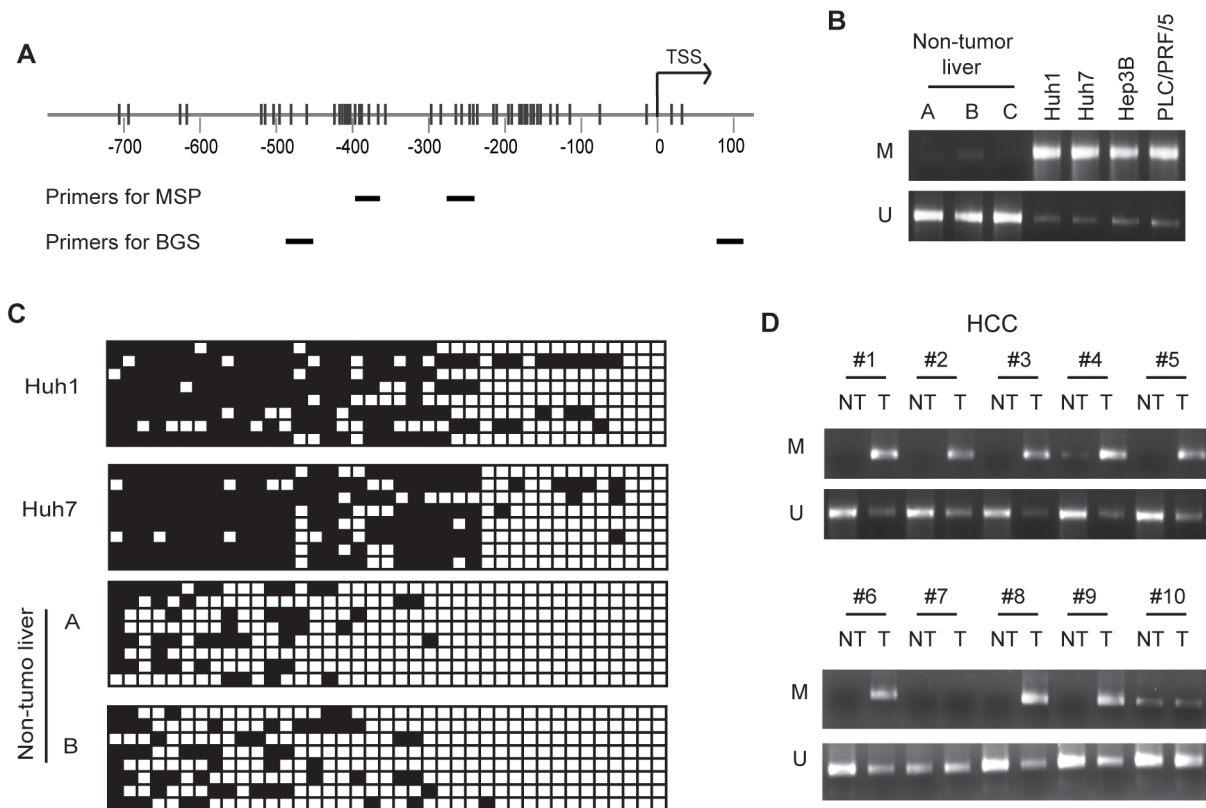 A
TSS
-700 -600 -500 -400 -300 -200 -100 0 100
Primers for MSP
Primers for BGS
B
Non-tumor
liver
A B C Huh1 Huh7 Hep3B PLC/PRF/5
M
U
C
Huh1
Huh7
Non-tumo liver
A
B
D
HCC
#1 #2 #3 #4 #5
NT T NT T NT T NT T NT T
M
U
#6 #7 #8 #9 #10
NT T NT T NT T NT T NT T
M
U